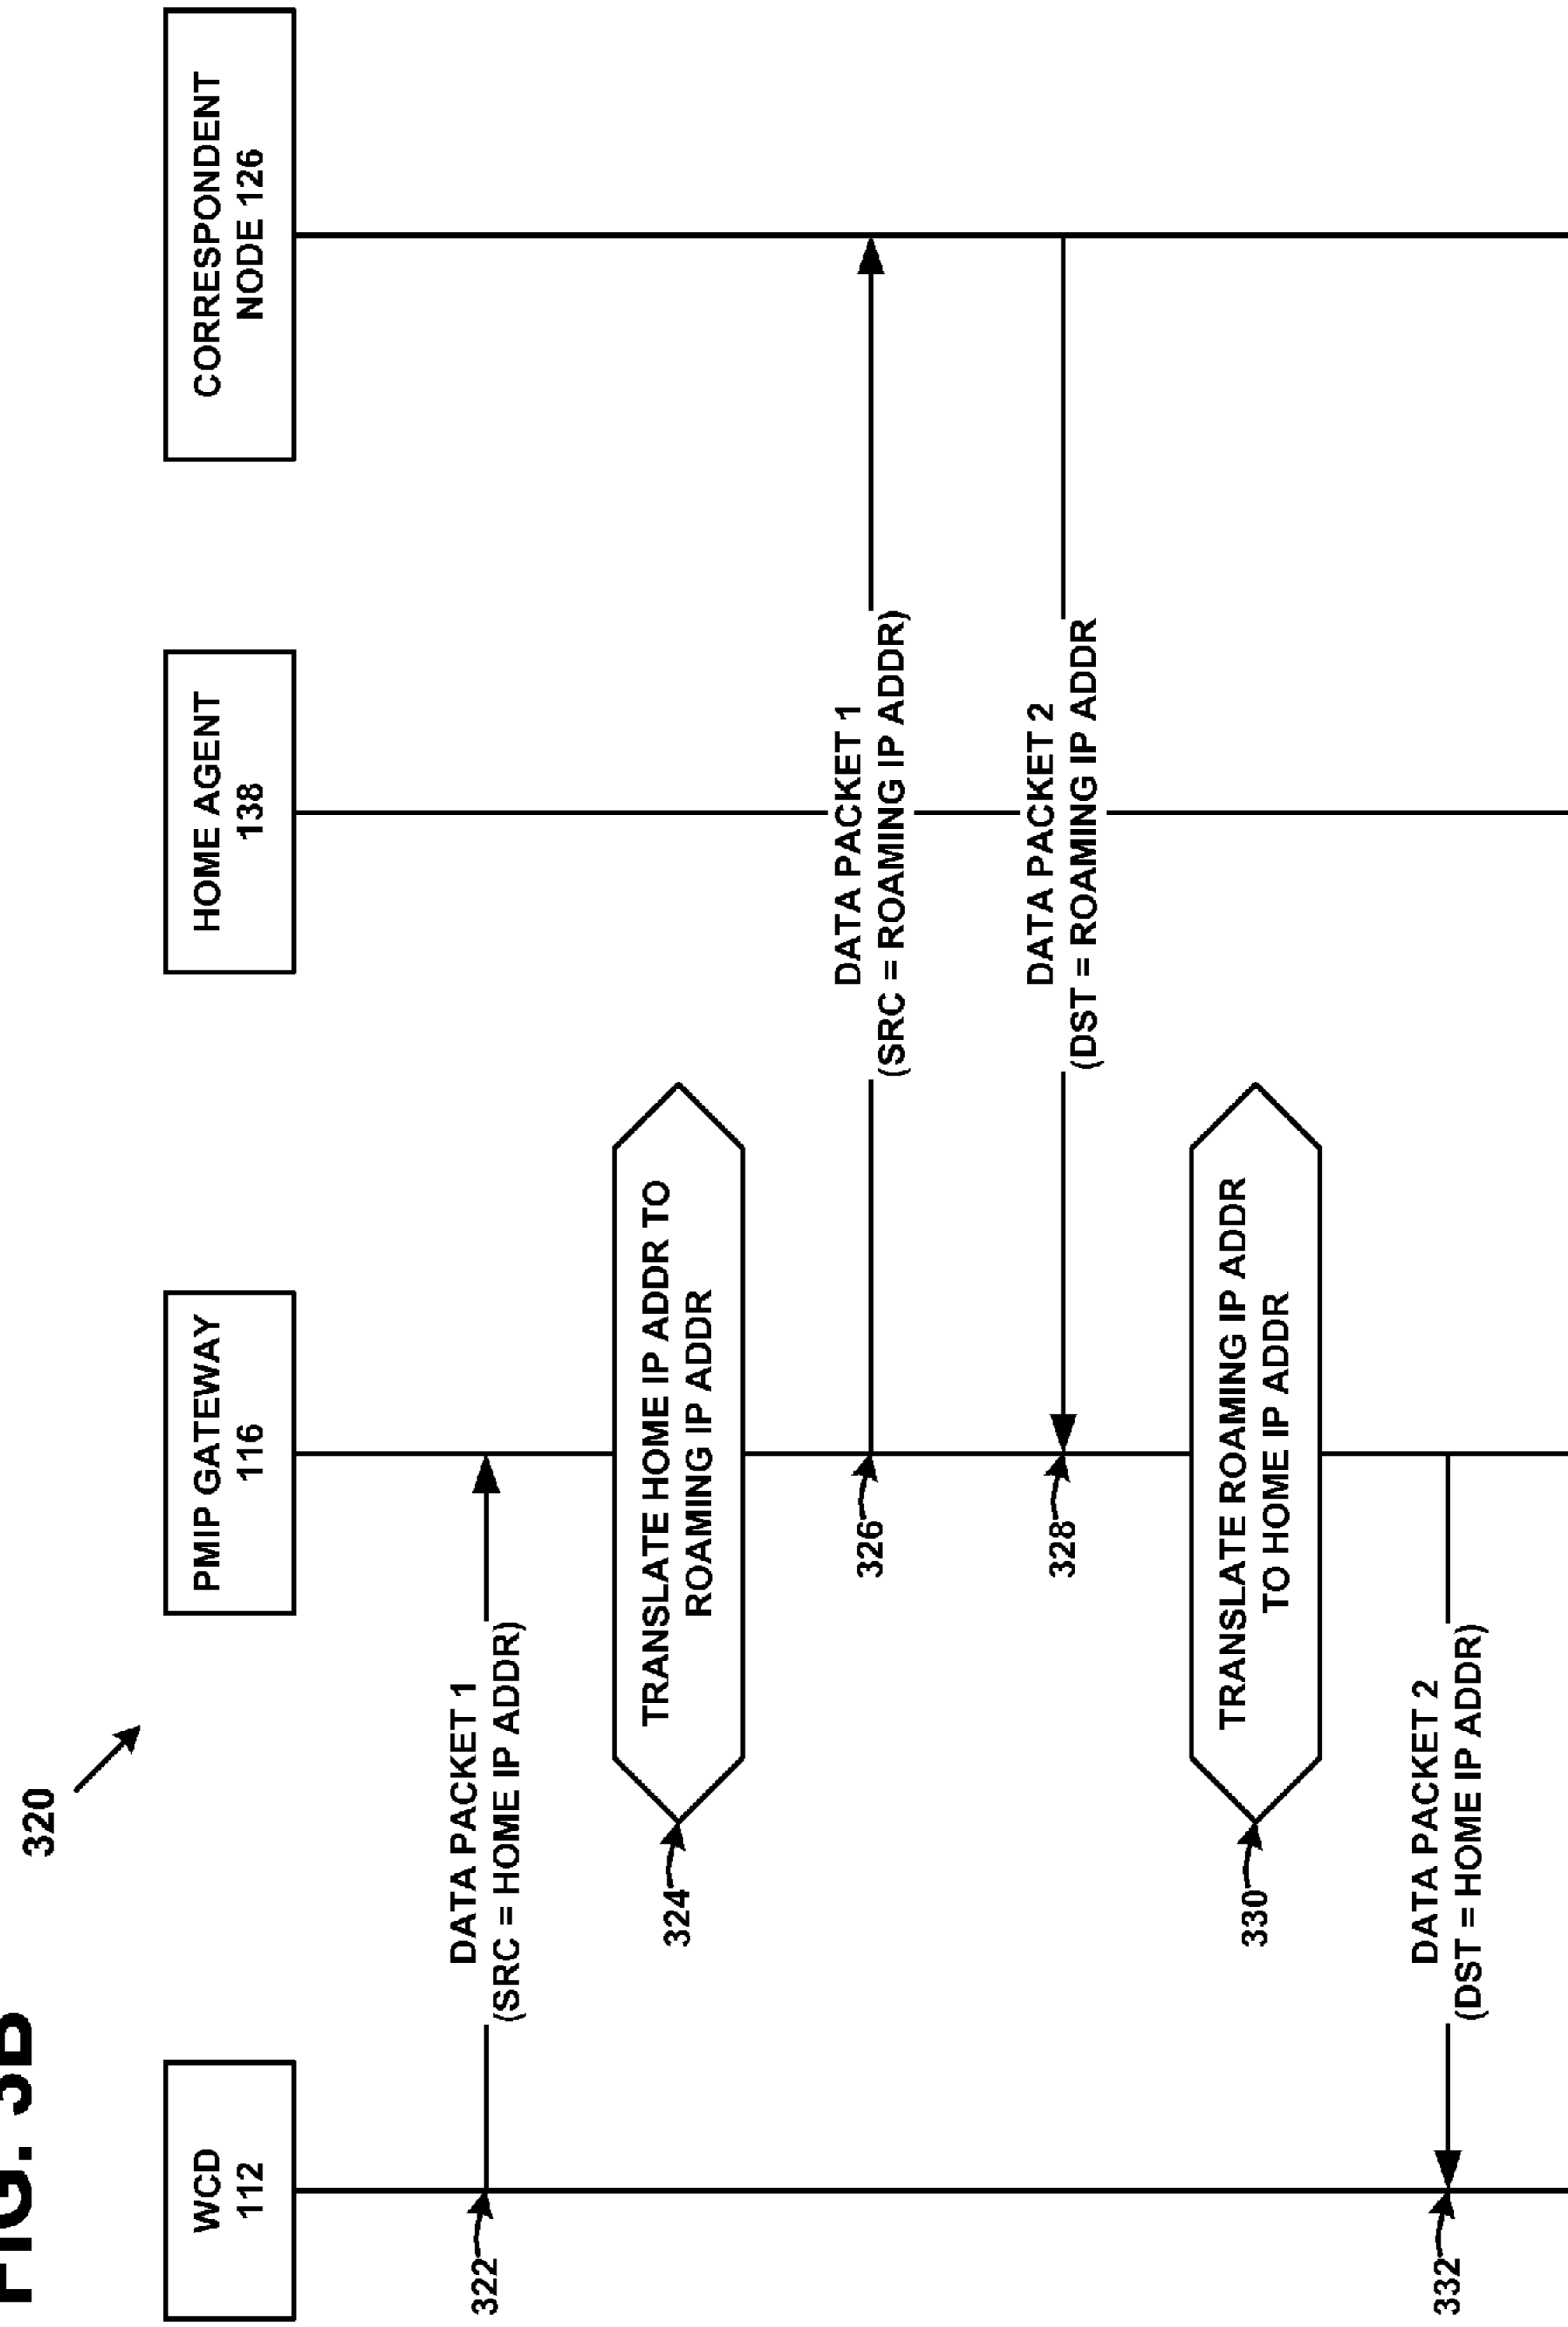 FIG. 3B
320
WCD
112
PMIP GATEWAY
116
HOME AGENT
138
CORRESPONDENT
NODE 126
322
DATA PACKET 1
(SRC = HOME IP ADDR)
324
TRANSLATE HOME IP ADDR TO
ROAMING IP ADDR
326
DATA PACKET 1
(SRC = ROAMING IP ADDR)
328
DATA PACKET 2
(DST = ROAMING IP ADDR
330
TRANSLATE ROAMING IP ADDR
TO HOME IP ADDR
332
DATA PACKET 2
(DST = HOME IP ADDR)